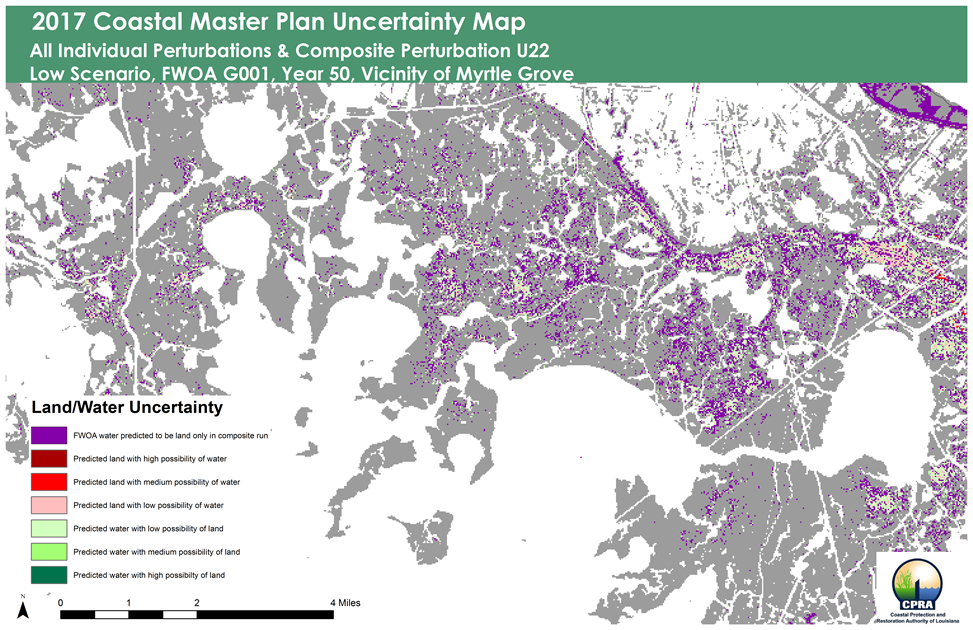 2017 Coastal Master Plan Uncertainty Map
All Individual Perturbations & Composite Perturbation U22
Low Scenario, FWOA G001, Year 50, Vicinity of Myrtle Grove
Land/Water Uncertainty
FWOA water predicted to be land only in composite run
Predicted land with high possibility of water
Predicted land with medium possibility of water
Predicted land with low possibility of water
Predicted water with low possibility of land
Predicted water with medium possibility of land
Predicted water with high possibilty of land
N
0 1 2 4 Miles
CPRA
Coastal Protection and
Restoration Authority of Louisiana